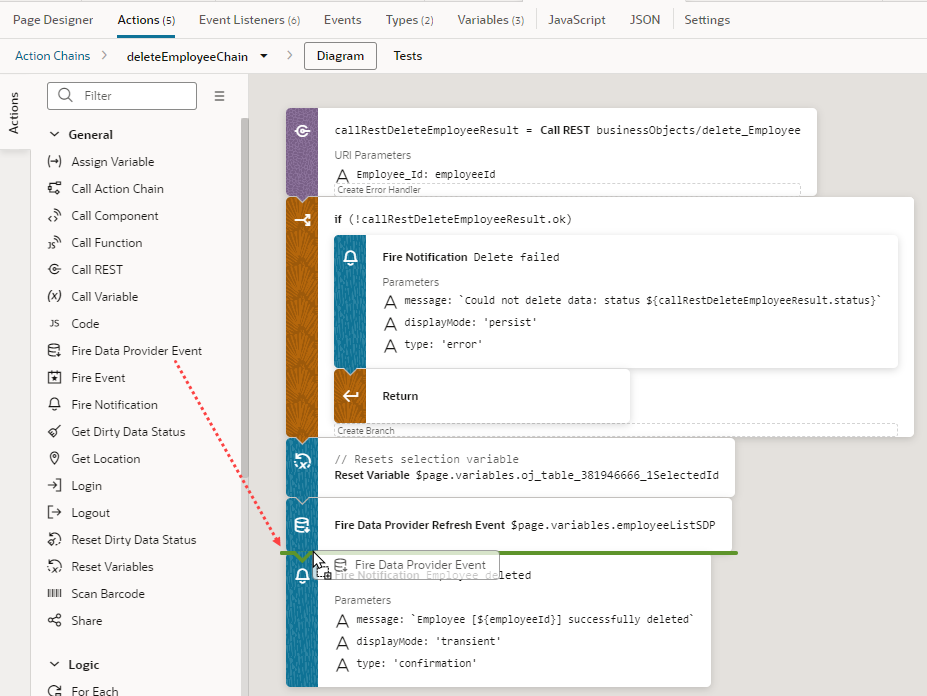 Page Designer Actions (5) Event Listeners (6) Events Types (2) Variables (3) JavaScript JSON Settings
Action Chains deleteEmployeeChain Diagram Tests
Actions
Filter
General
Assign Variable
Call Action Chain
Call Component
Call Function
Call REST
Call Variable
Code
Fire Data Provider Event
Fire Event
Fire Notification
Get Dirty Data Status
Get Location
Login
Logout
Reset Dirty Data Status
Reset Variables
Scan Barcode
Share
Logic
For Each
callRestDeleteEmployeeResult = Call REST businessObjects/delete_Employee
URI Parameters
Employee_Id: employeeId
Create Error Handler
if (!callRestDeleteEmployeeResult.ok)
Fire Notification Delete failed
Parameters
message: `Could not delete data: status ${callRestDeleteEmployeeResult.status}`
displayMode: 'persist'
type: 'error'
Return
Create Branch
// Resets selection variable
Reset Variable $page.variables.oj_table_381946666_1SelectedId
Fire Data Provider Refresh Event $page.variables.employeeListSDP
Fire Data Provider Event
Fire Notification Employee deleted
Parameters
message: `Employee [${employeeId}] successfully deleted`
displayMode: 'transient'
type: 'confirmation'